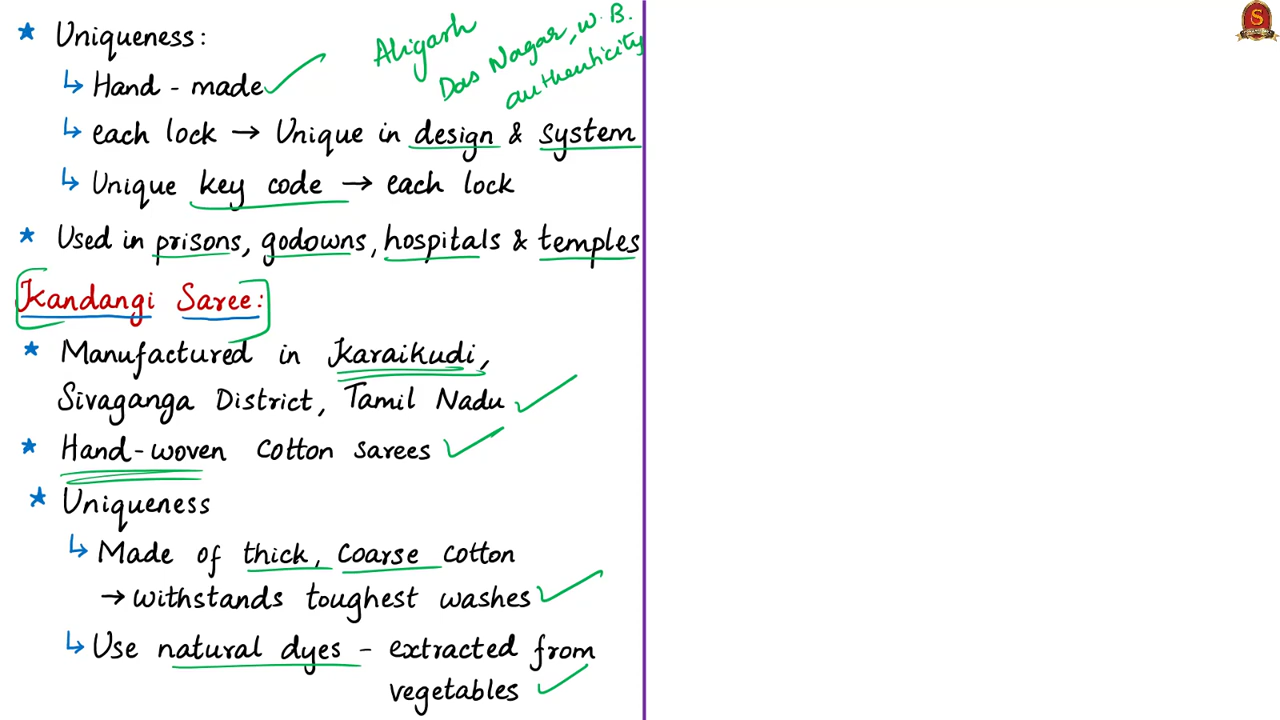 ★ Uniqueness:
Aligarh
Das Nagar, W.B.
authenticity
↳ Hand-made
↳ each lock → Unique in design & system
↳ Unique key code → each lock
★ Used in prisons, godowns, hospitals & temples
Kandangi Saree:
★ Manufactured in Karaikudi,
Sivaganga District, Tamil Nadu
★ Hand-woven Cotton sarees
★ Uniqueness
↳ Made of thick, coarse cotton
→ withstands toughest washes
↳ Use natural dyes - extracted from
vegetables